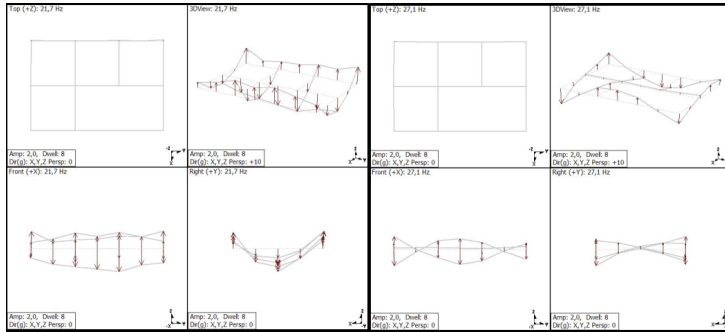 Top (+Z): 21,7 Hz
3DView: 21,7 Hz
Amp: 2,0, Dwell: 8
Dir(g): X,Y,Z Persp: 0
Amp: 2,0, Dwell: 8
Dir(g): X,Y,Z Persp: +10
Front (+X): 21,7 Hz
Right (+Y): 21,7 Hz
Amp: 2,0, Dwell: 8
Dir(g): X,Y,Z Persp: 0
Amp: 2,0, Dwell: 8
Dir(g): X,Y,Z Persp: 0
Top (+Z): 27,1 Hz
3DView: 27,1 Hz
Amp: 2,0, Dwell: 8
Dir(g): X,Y,Z Persp: 0
Amp: 2,0, Dwell: 8
Dir(g): X,Y,Z Persp: +10
Front (+X): 27,1 Hz
Right (+Y): 27,1 Hz
Amp: 2,0, Dwell: 8
Dir(g): X,Y,Z Persp: 0
Amp: 2,0, Dwell: 8
Dir(g): X,Y,Z Persp: 0